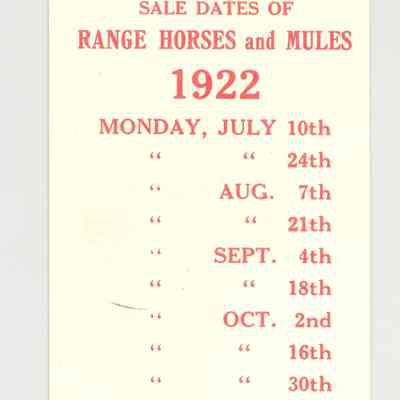 SALE DATES OF
RANGE HORSES and MULES
1922
MONDAY, JULY 10th
“ “ 24th
“ AUG. 7th
“ “ 21th
“ SEPT. 4th
“ “ 18th
“ OCT. 2nd
“ “ 16th
“ “ 30th